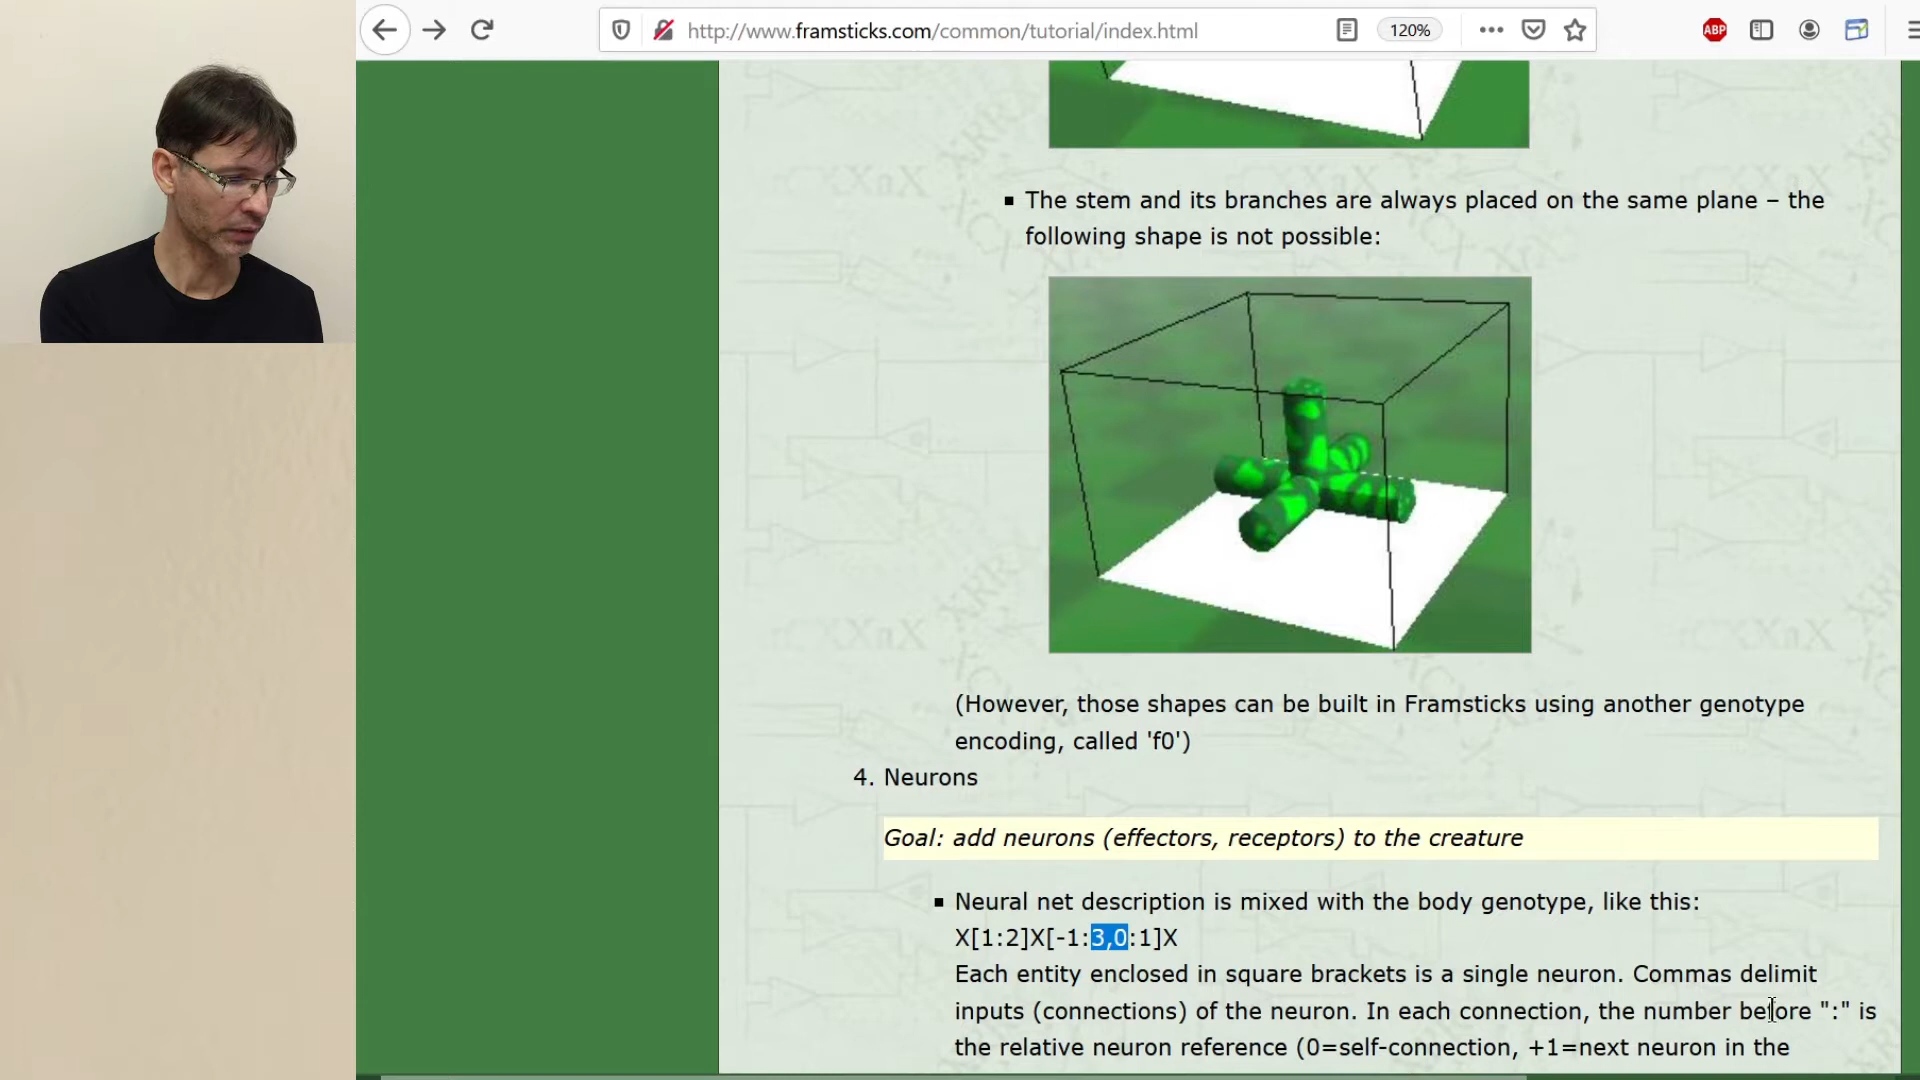 http://www.framsticks.com/common/tutorial/index.html
120%
ABP
The stem and its branches are always placed on the same plane – the
following shape is not possible:
(However, those shapes can be built in Framsticks using another genotype
encoding, called 'f0')
4. Neurons
Goal: add neurons (effectors, receptors) to the creature
Neural net description is mixed with the body genotype, like this:
X[1:2]X[-1:3,0:1]X
Each entity enclosed in square brackets is a single neuron. Commas delimit
inputs (connections) of the neuron. In each connection, the number before ":" is
the relative neuron reference (0=self-connection, +1=next neuron in the